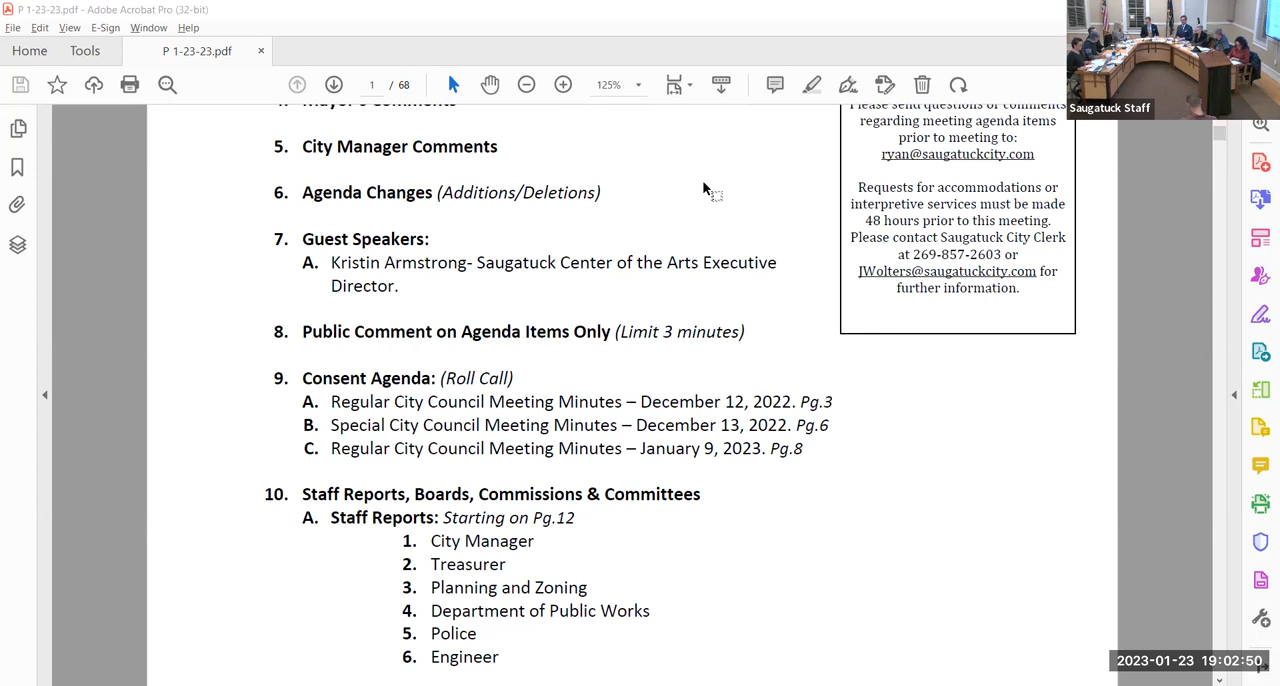 P 1-23-23.pdf - Adobe Acrobat Pro (32-bit)
File Edit View E-Sign Window Help
Home Tools P 1-23-23.pdf ×
1 / 68 125%
4. Mayor's Comments
5. City Manager Comments
6. Agenda Changes (Additions/Deletions)
7. Guest Speakers:
A. Kristin Armstrong- Saugatuck Center of the Arts Executive
Director.
8. Public Comment on Agenda Items Only (Limit 3 minutes)
9. Consent Agenda: (Roll Call)
A. Regular City Council Meeting Minutes – December 12, 2022. Pg.3
B. Special City Council Meeting Minutes – December 13, 2022. Pg.6
C. Regular City Council Meeting Minutes – January 9, 2023. Pg.8
10. Staff Reports, Boards, Commissions & Committees
A. Staff Reports: Starting on Pg.12
1. City Manager
2. Treasurer
3. Planning and Zoning
4. Department of Public Works
5. Police
6. Engineer
Please send questions or comments
regarding meeting agenda items
prior to meeting to:
ryan@saugatuckcity.com
Requests for accommodations or
interpretive services must be made
48 hours prior to this meeting.
Please contact Saugatuck City Clerk
at 269-857-2603 or
JWolters@saugatuckcity.com for
further information.
Saugatuck Staff
2023-01-23 19:02:50